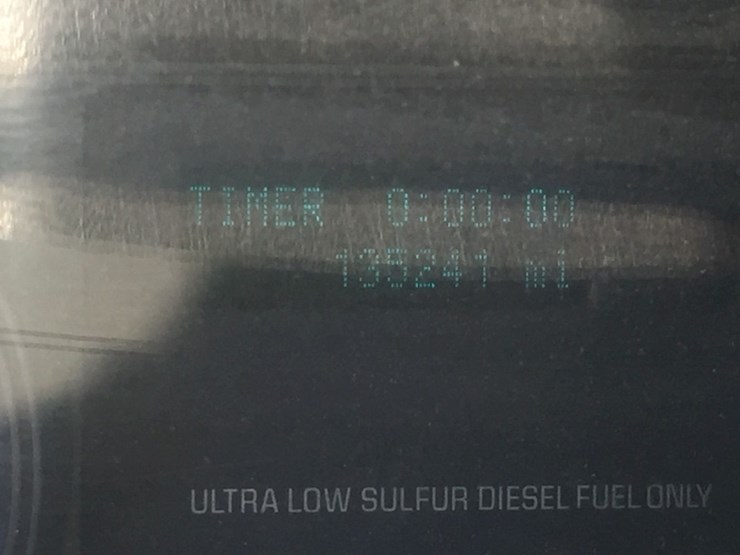 TIMER 0:00:00
135241 mi
ULTRA LOW SULFUR DIESEL FUEL ONLY